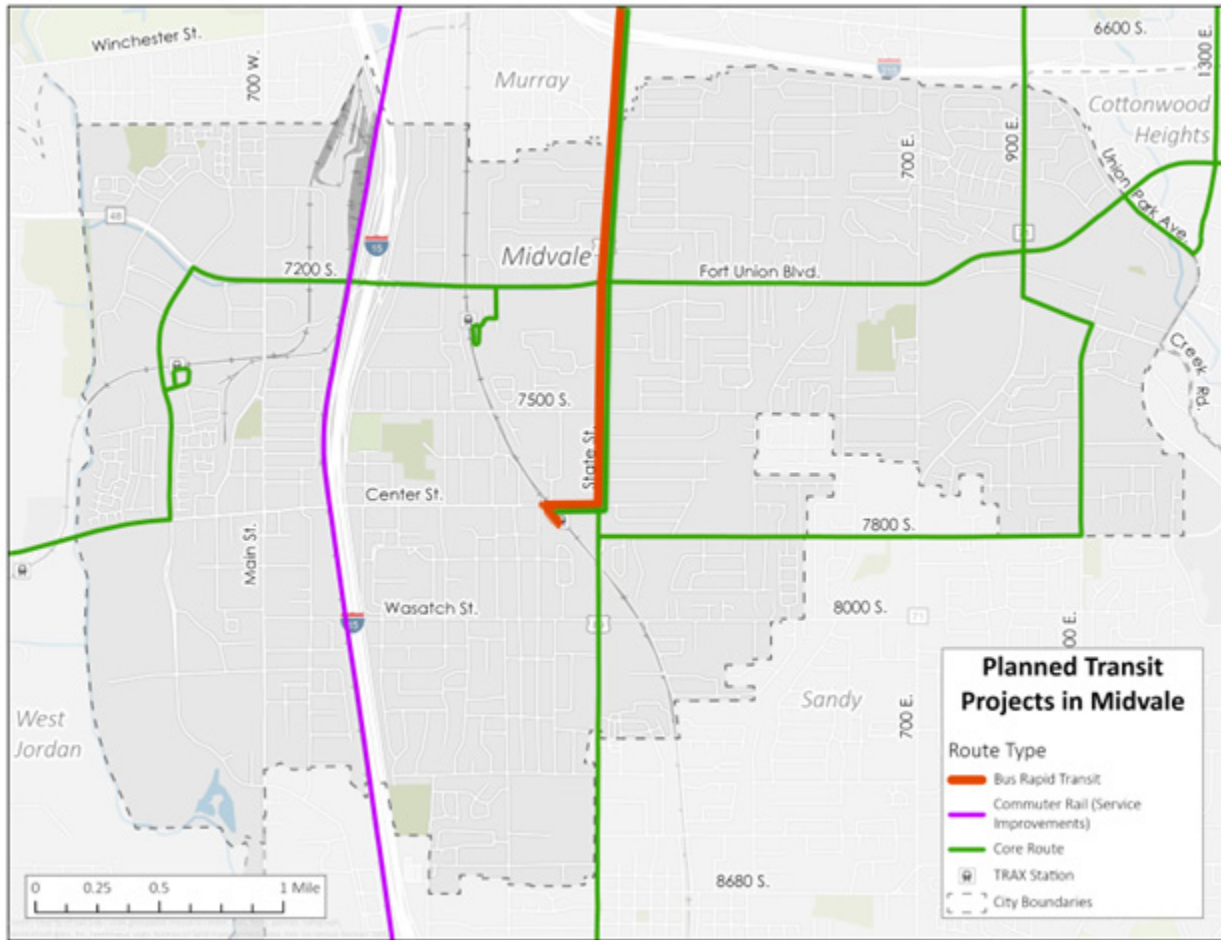 Winchester St.
700 W.
Murray
6600 S.
1300 E.
Cottonwood
Heights
700 E.
900 E.
Union Park Ave.
48
15
Midvale
7200 S.
Fort Union Blvd.
Creek Rd.
7500 S.
State St.
Center St.
7800 S.
Main St.
Wasatch St.
15
8000 S.
71
West
Jordan
Sandy
700 E.
8680 S.
0 0.25 0.5 1 Mile
Planned Transit
Projects in Midvale
Route Type
Bus Rapid Transit
Commuter Rail (Service
Improvements)
Core Route
TRAX Station
City Boundaries